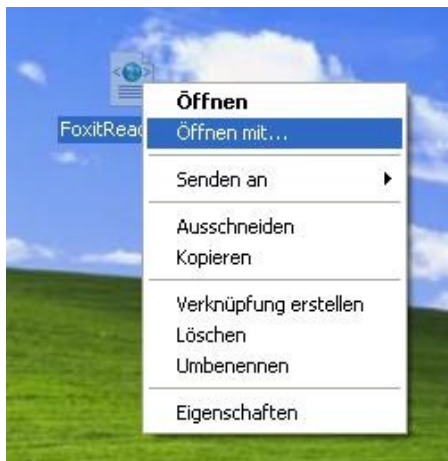 FoxitRead
Öffnen
Öffnen mit...
Senden an
Ausschneiden
Kopieren
Verknüpfung erstellen
Löschen
Umbenennen
Eigenschaften